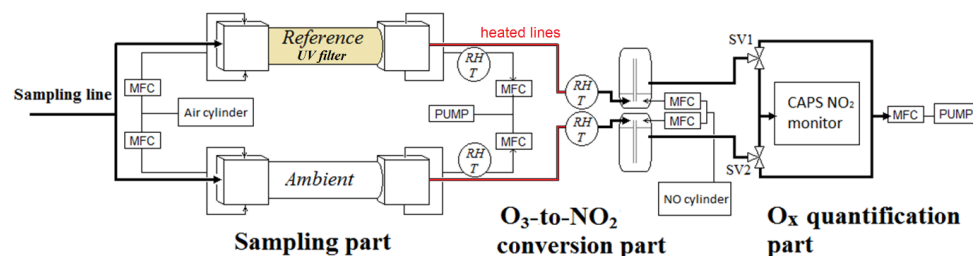 Reference
UV filter
heated lines
RH
T
MFC
MFC
Sampling line
Air cylinder
PUMP
MFC
MFC
RH
T
Ambient
RH
T
RH
T
MFC
MFC
NO cylinder
SV1
CAPS NO₂
monitor
SV2
MFC
PUMP
Sampling part
O₃-to-NO₂
conversion part
Oₓ quantification
part